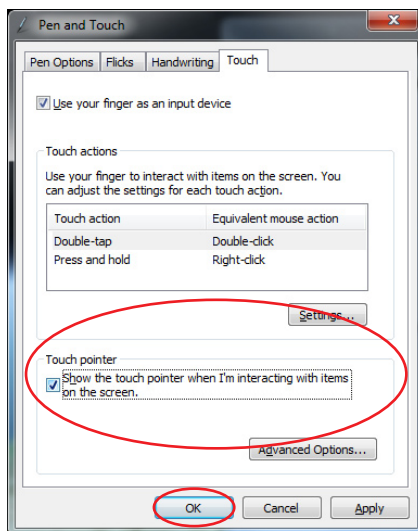 Pen and Touch
Pen Options Flicks Handwriting Touch
Use your finger as an input device
Touch actions
Use your finger to interact with items on the screen. You
can adjust the settings for each touch action.
Touch action Equivalent mouse action
Double-tap Double-click
Press and hold Right-click
Settings...
Touch pointer
Show the touch pointer when I'm interacting with items
on the screen.
Advanced Options...
OK Cancel Apply